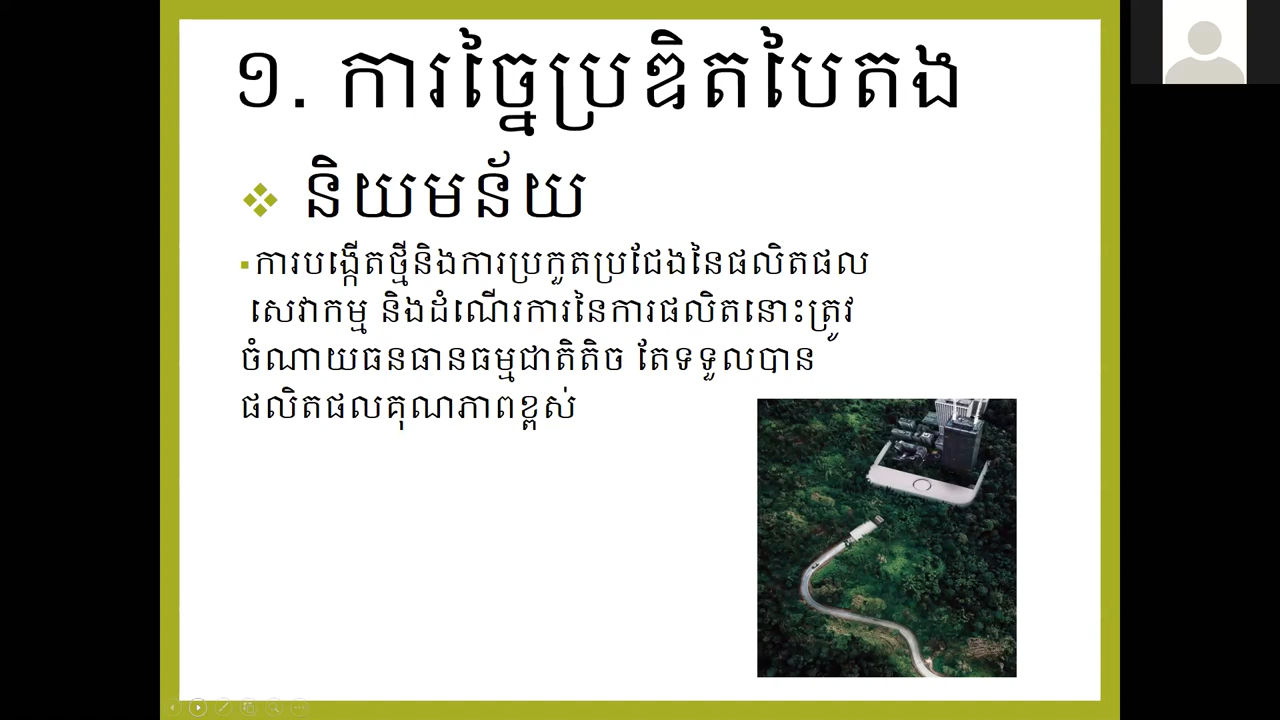 ១. ការច្នៃប្រឌិតបៃតង
និយមន័យ
ការបង្កើតថ្មីនិងការប្រកួតប្រជែងនៃផលិតផល
សេវាកម្ម និងដំណើរការនៃការផលិតនោះត្រូវ
ចំណាយធនធានធម្មជាតិតិច តែទទួលបាន
ផលិតផលគុណភាពខ្ពស់